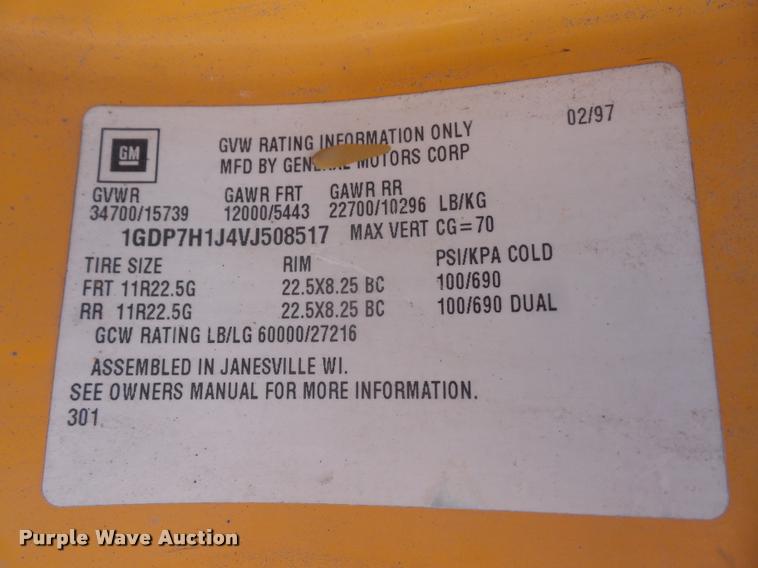 02/97
GM
GVW RATING INFORMATION ONLY
MFD BY GENERAL MOTORS CORP
GVWR GAWR FRT GAWR RR
34700/15739 12000/5443 22700/10296 LB/KG
1GDP7H1J4VJ508517 MAX VERT CG=70
TIRE SIZE RIM PSI/KPA COLD
FRT 11R22.5G 22.5X8.25 BC 100/690
RR 11R22.5G 22.5X8.25 BC 100/690 DUAL
GCW RATING LB/LG 60000/27216
ASSEMBLED IN JANESVILLE WI.
SEE OWNERS MANUAL FOR MORE INFORMATION.
301
Purple Wave Auction